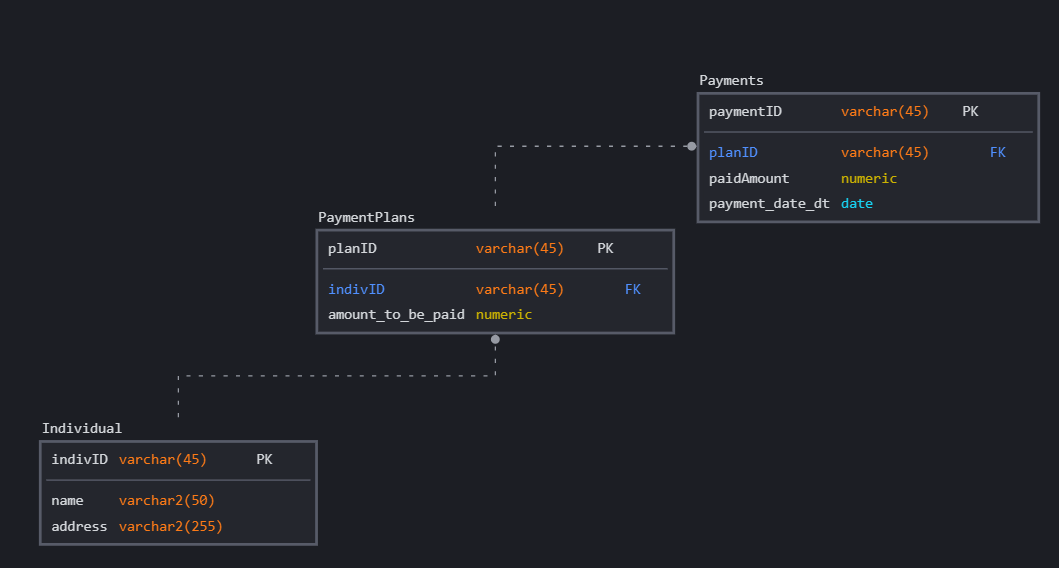 Payments
paymentID varchar(45) PK
planID varchar(45) FK
paidAmount numeric
payment_date_dt date
PaymentPlans
planID varchar(45) PK
indivID varchar(45) FK
amount_to_be_paid numeric
Individual
indivID varchar(45) PK
name varchar2(50)
address varchar2(255)